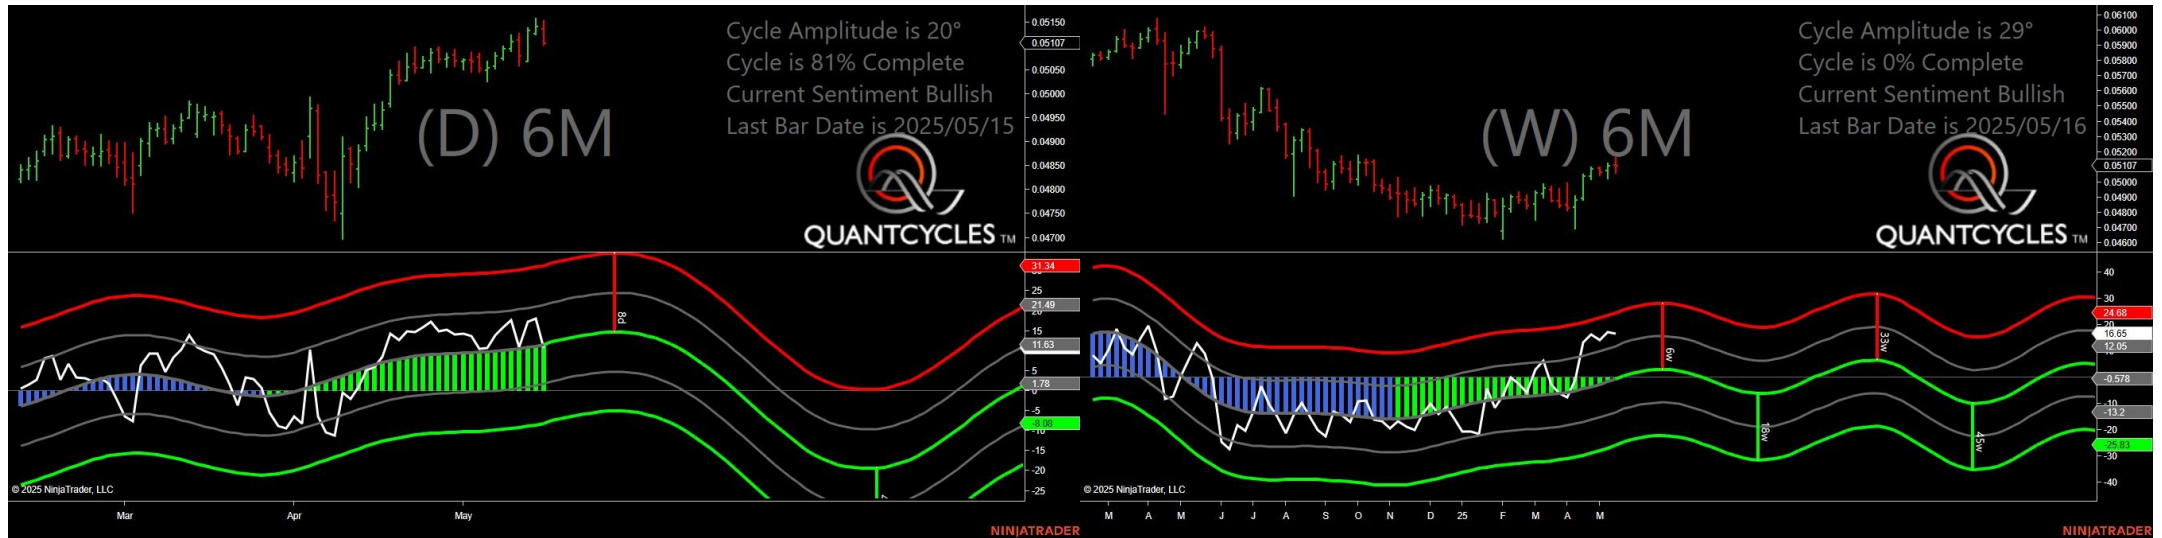 Cycle Amplitude is 20°
Cycle is 81% Complete
Current Sentiment Bullish
Last Bar Date is 2025/05/15
(D) 6M
QUANTCYCLES TM
0.05150
0.05107
0.05050
0.05000
0.04950
0.04900
0.04850
0.04800
0.04750
0.04700
31.34
25
21.49
15
11.63
5
1.78
0
-5
-8.08
-10
-15
-20
-25
8d
© 2025 NinjaTrader, LLC
Mar
Apr
May
NINJATRADER
Cycle Amplitude is 29°
Cycle is 0% Complete
Current Sentiment Bullish
Last Bar Date is 2025/05/16
(W) 6M
QUANTCYCLES TM
0.06100
0.06000
0.05900
0.05800
0.05700
0.05600
0.05500
0.05400
0.05300
0.05200
0.05107
0.05000
0.04900
0.04800
0.04700
0.04600
40
30
24.68
20
16.65
12.05
-0.578
-10
-13.2
-20
-25.83
-30
-40
6w
18w
33w
45w
© 2025 NinjaTrader, LLC
M A M J J A S O N D 25 F M A M
NINJATRADER